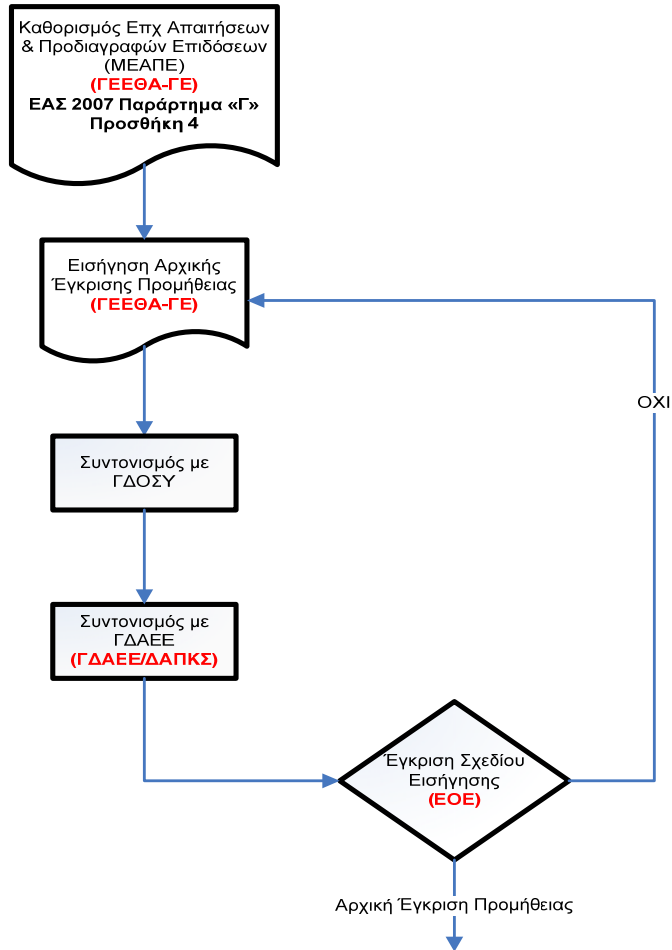 Καθορισμός Επχ Απαιτήσεων
& Προδιαγραφών Επιδόσεων
(ΜΕΑΠΕ)
(ΓΕΕΘΑ-ΓΕ)
ΕΑΣ 2007 Παράρτημα «Γ»
Προσθήκη 4
Εισήγηση Αρχικής
Έγκρισης Προμήθειας
(ΓΕΕΘΑ-ΓΕ)
ΟΧΙ
Συντονισμός με
ΓΔΟΣΥ
Συντονισμός με
ΓΔΑΕΕ
(ΓΔΑΕΕ/ΔΑΠΚΣ)
Έγκριση Σχεδίου
Εισήγησης
(ΕΟΕ)
Αρχική Έγκριση Προμήθειας